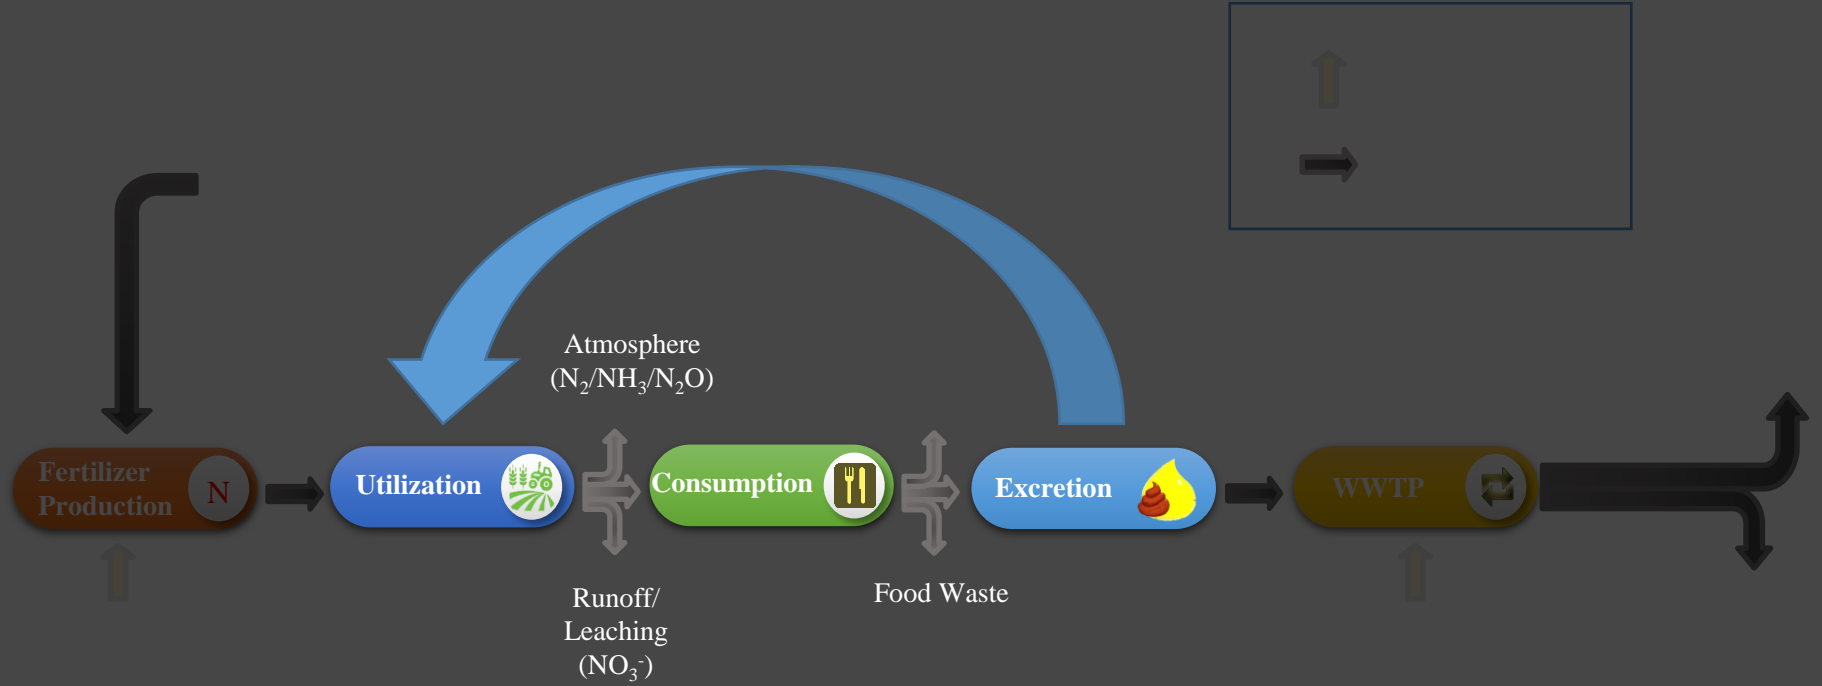 Atmosphere
(N₂/NH₃/N₂O)
Fertilizer
Production
N
Utilization
Consumption
Excretion
WWTP
Runoff/
Leaching
(NO₃⁻)
Food Waste